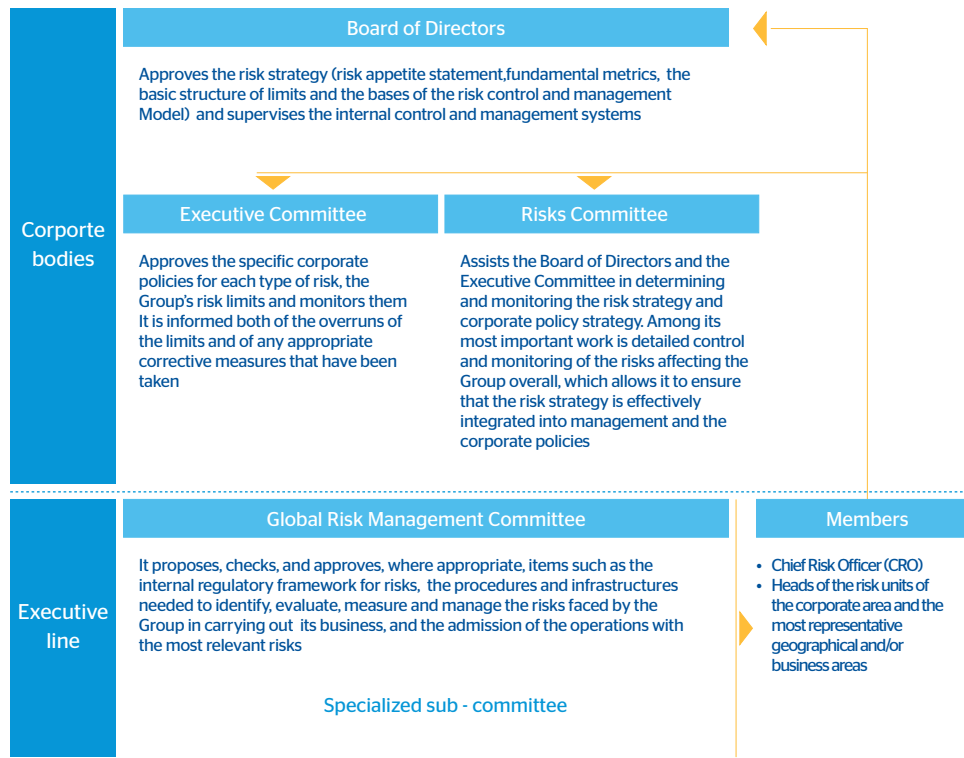 Board of Directors
Approves the risk strategy (risk appetite statement,fundamental metrics, the
basic structure of limits and the bases of the risk control and management
Model) and supervises the internal control and management systems
Corporte
bodies
Executive Committee
Approves the specific corporate
policies for each type of risk, the
Group's risk limits and monitors them
It is informed both of the overruns of
the limits and of any appropriate
corrective measures that have been
taken
Risks Committee
Assists the Board of Directors and the
Executive Committee in determining
and monitoring the risk strategy and
corporate policy strategy. Among its
most important work is detailed control
and monitoring of the risks affecting the
Group overall, which allows it to ensure
that the risk strategy is effectively
integrated into management and the
corporate policies
Executive
line
Global Risk Management Committee
It proposes, checks, and approves, where appropriate, items such as the
internal regulatory framework for risks, the procedures and infrastructures
needed to identify, evaluate, measure and manage the risks faced by the
Group in carrying out its business, and the admission of the operations with
the most relevant risks
Specialized sub - committee
Members
• Chief Risk Officer (CRO)
• Heads of the risk units of
the corporate area and the
most representative
geographical and/or
business areas